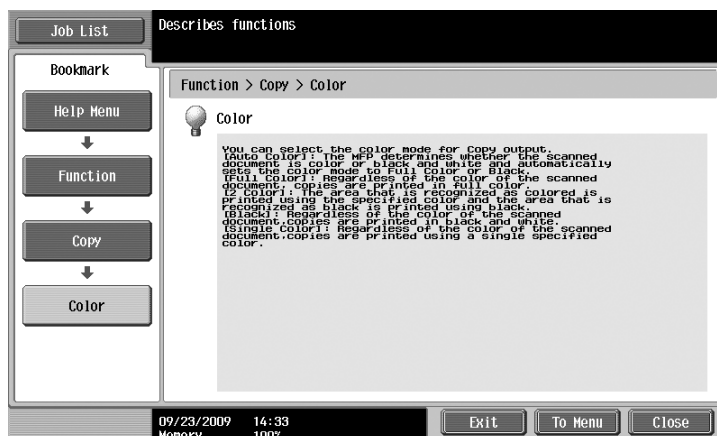 Job List
Describes functions
Bookmark
Help Menu
Function
Copy
Color
Function > Copy > Color
Color
You can select the color mode for Copy output.
[Auto Color]: The MFP determines whether the scanned
document is color or black and white and automatically
sets the color mode to Full Color or Black.
[Full Color]: Regardless of the color of the scanned
document, copies are printed in full color.
[2 Color]: The area that is recognized as colored is
printed using the specified color and the area that is
recognized as black is printed using black.
[Black]: Regardless of the color of the scanned
document,copies are printed in black and white.
[Single Color]: Regardless of the color of the scanned
document,copies are printed using a single specified
color.
09/23/2009 14:33
Memory 100%
Exit
To Menu
Close